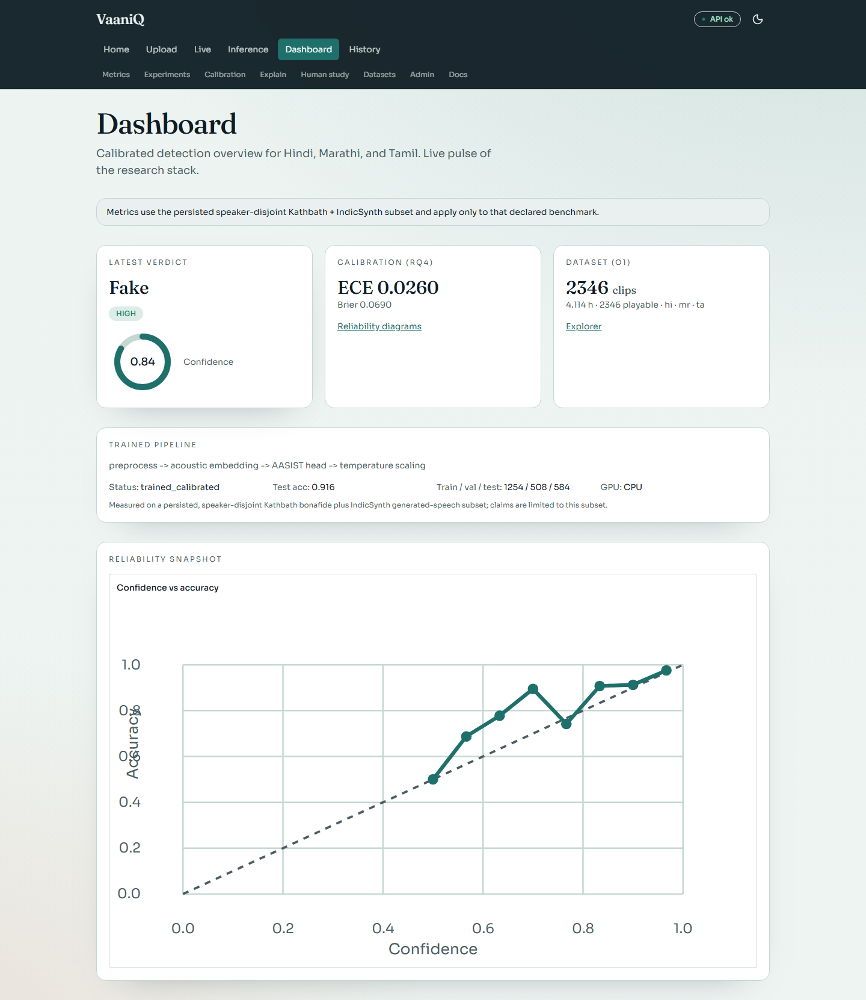 VaaniQ
API ok
Home Upload Live Inference Dashboard History
Metrics Experiments Calibration Explain Human study Datasets Admin Docs
Dashboard
Calibrated detection overview for Hindi, Marathi, and Tamil. Live pulse of
the research stack.
Metrics use the persisted speaker-disjoint Kathbath + IndicSynth subset and apply only to that declared benchmark.
LATEST VERDICT
Fake
HIGH
0.84
Confidence
CALIBRATION (RQ4)
ECE 0.0260
Brier 0.0690
Reliability diagrams
DATASET (O1)
2346 clips
4.114 h · 2346 playable · hi · mr · ta
Explorer
TRAINED PIPELINE
preprocess -> acoustic embedding -> AASIST head -> temperature scaling
Status: trained_calibrated Test acc: 0.916 Train / val / test: 1254 / 508 / 584 GPU: CPU
Measured on a persisted, speaker-disjoint Kathbath bonafide plus IndicSynth generated-speech subset; claims are limited to this subset.
RELIABILITY SNAPSHOT
Confidence vs accuracy
1.0
0.8
0.6
0.4
0.2
0.0
Accuracy
0.0 0.2 0.4 0.6 0.8 1.0
Confidence